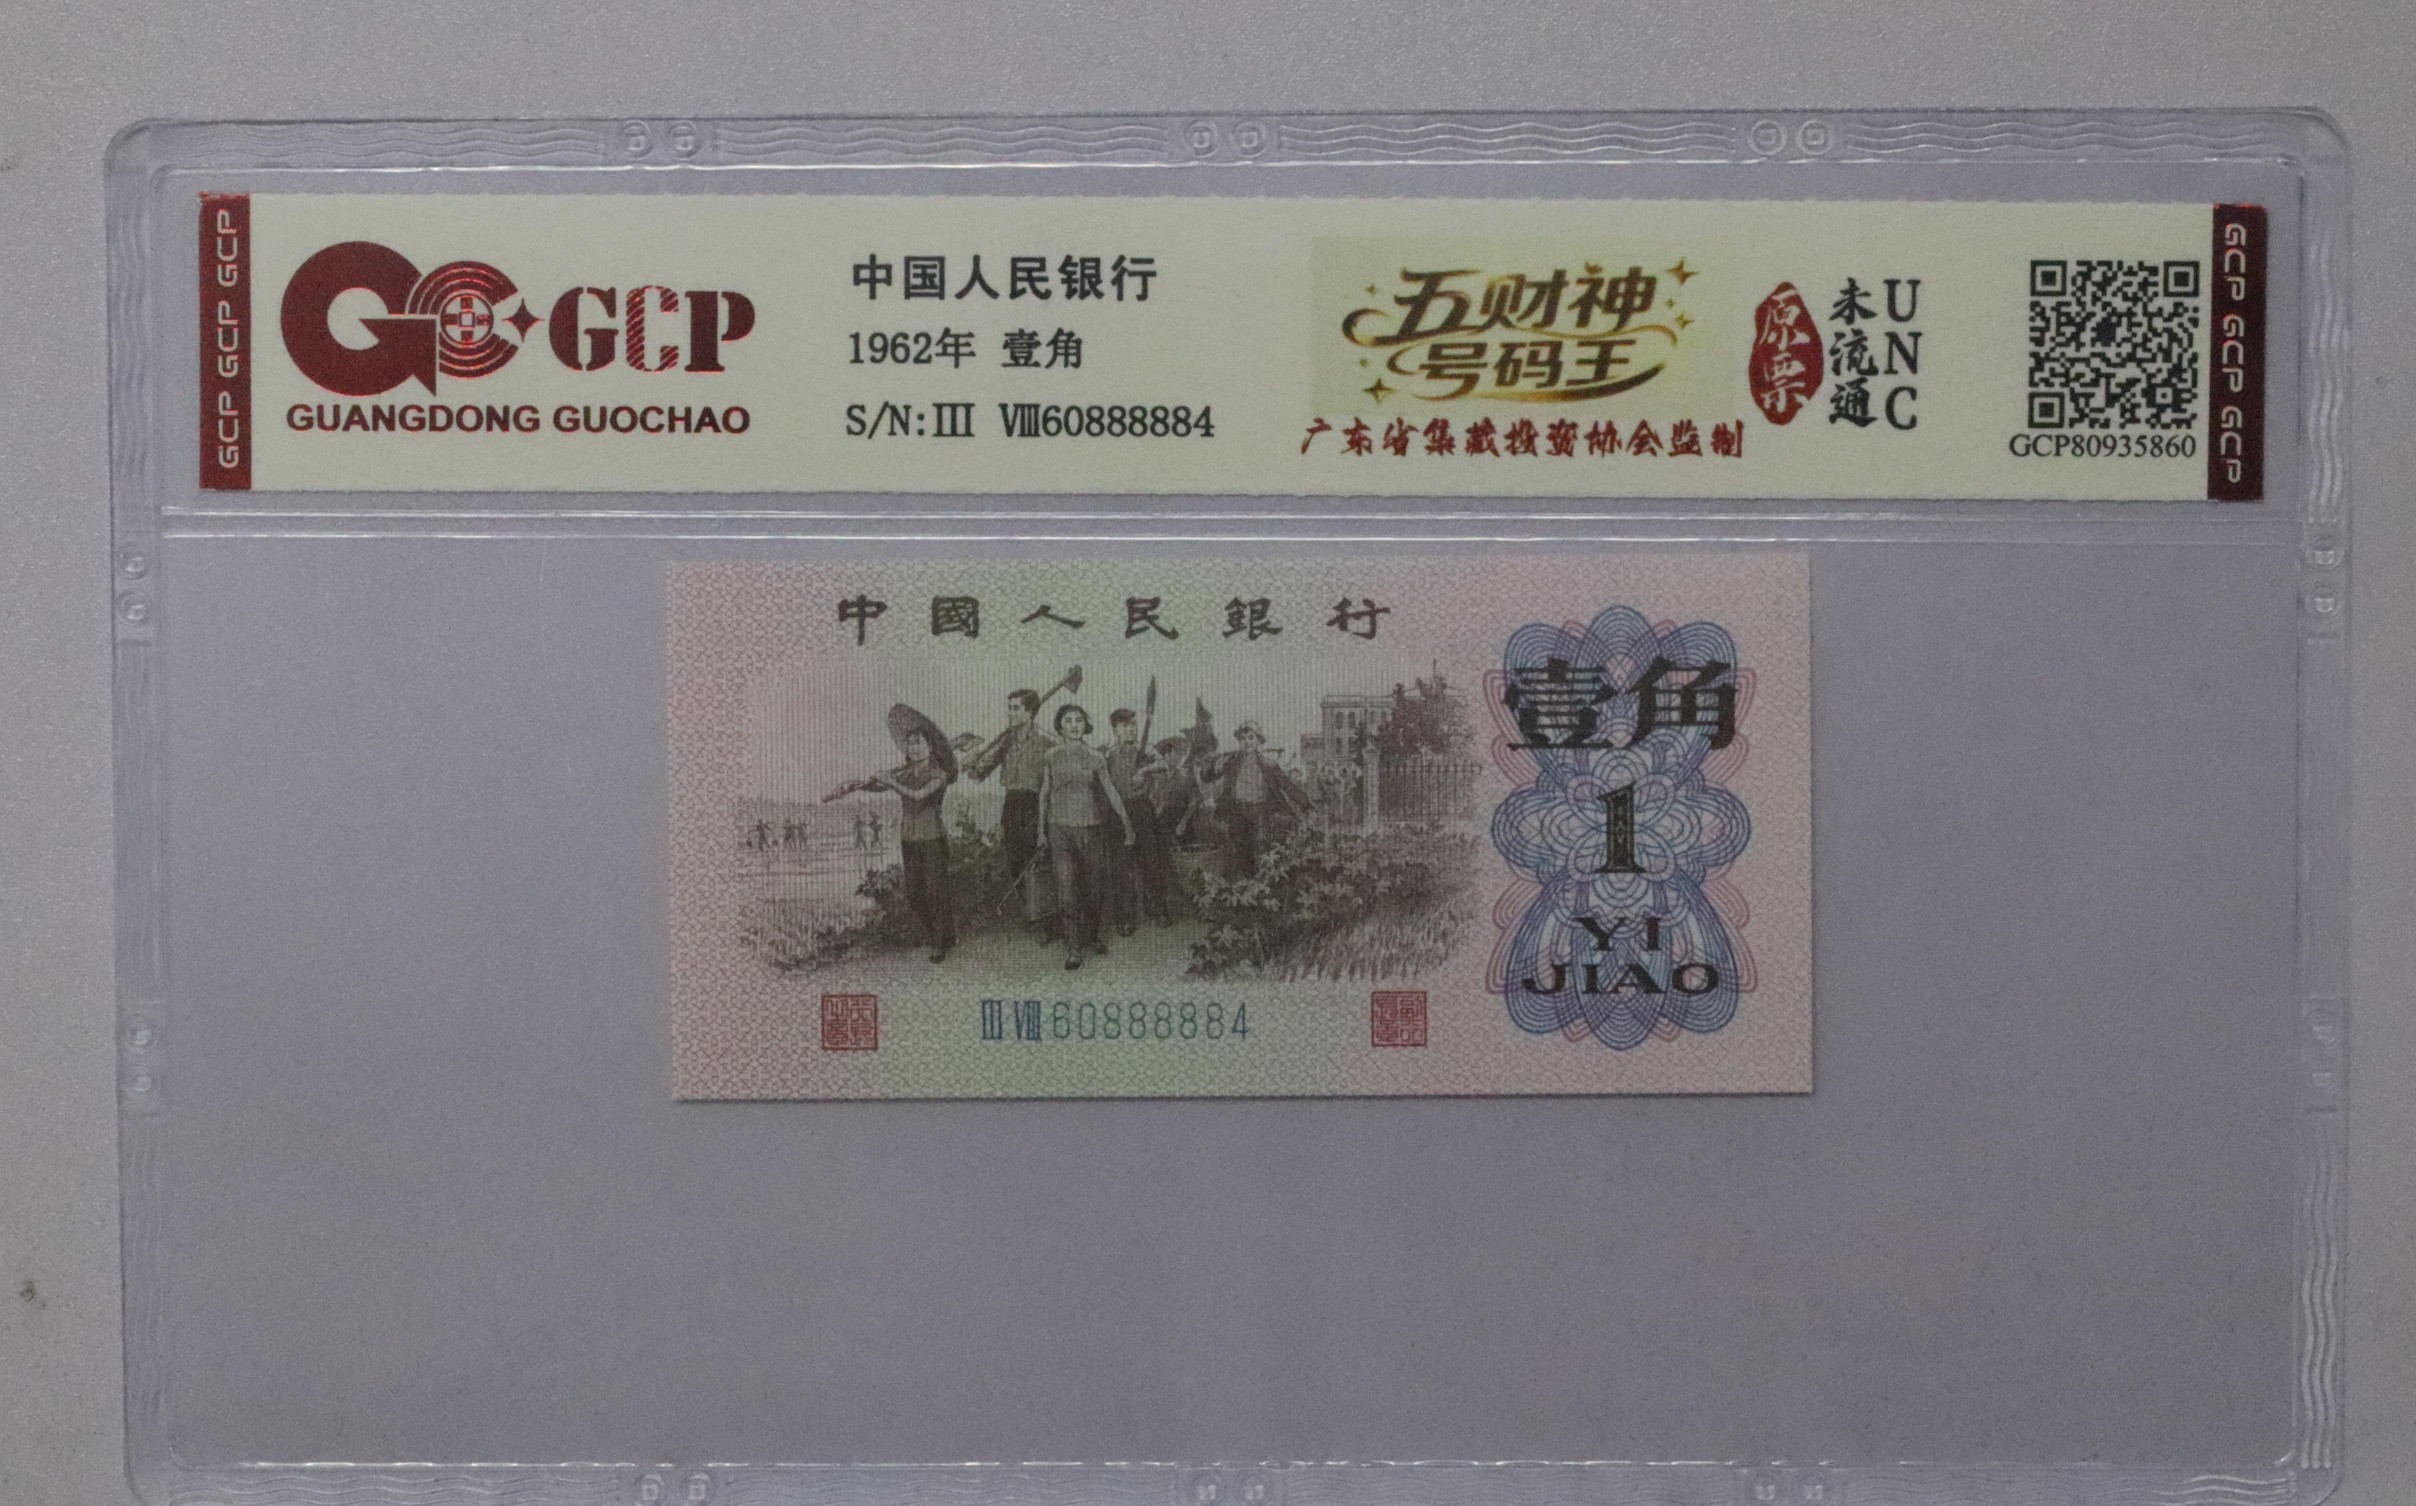 GCP GCP GCP
GCP
GUANGDONG GUOCHAO
中国人民银行
1962年 壹角
S/N:III VIII60888884
五财神
号码王
广东省集藏投资协会监制
原票
未流通
UNC
GCP80935860
GCP GCP GCP
中國人民銀行
壹角
1
YI
JIAO
III VIII 60888884